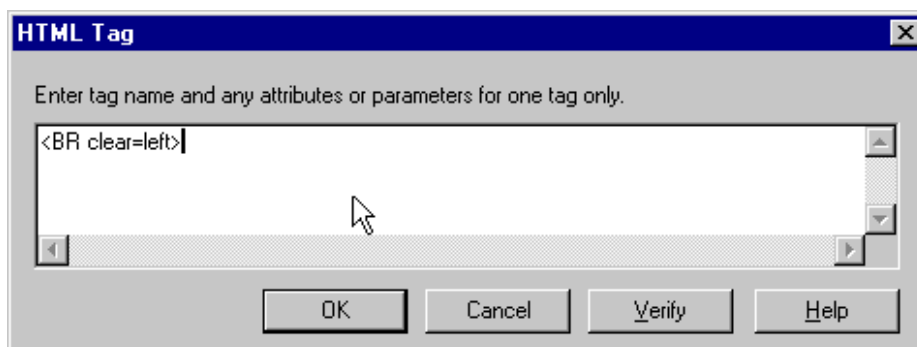 HTML Tag
Enter tag name and any attributes or parameters for one tag only.
<BR clear=left>
OK Cancel Verify Help